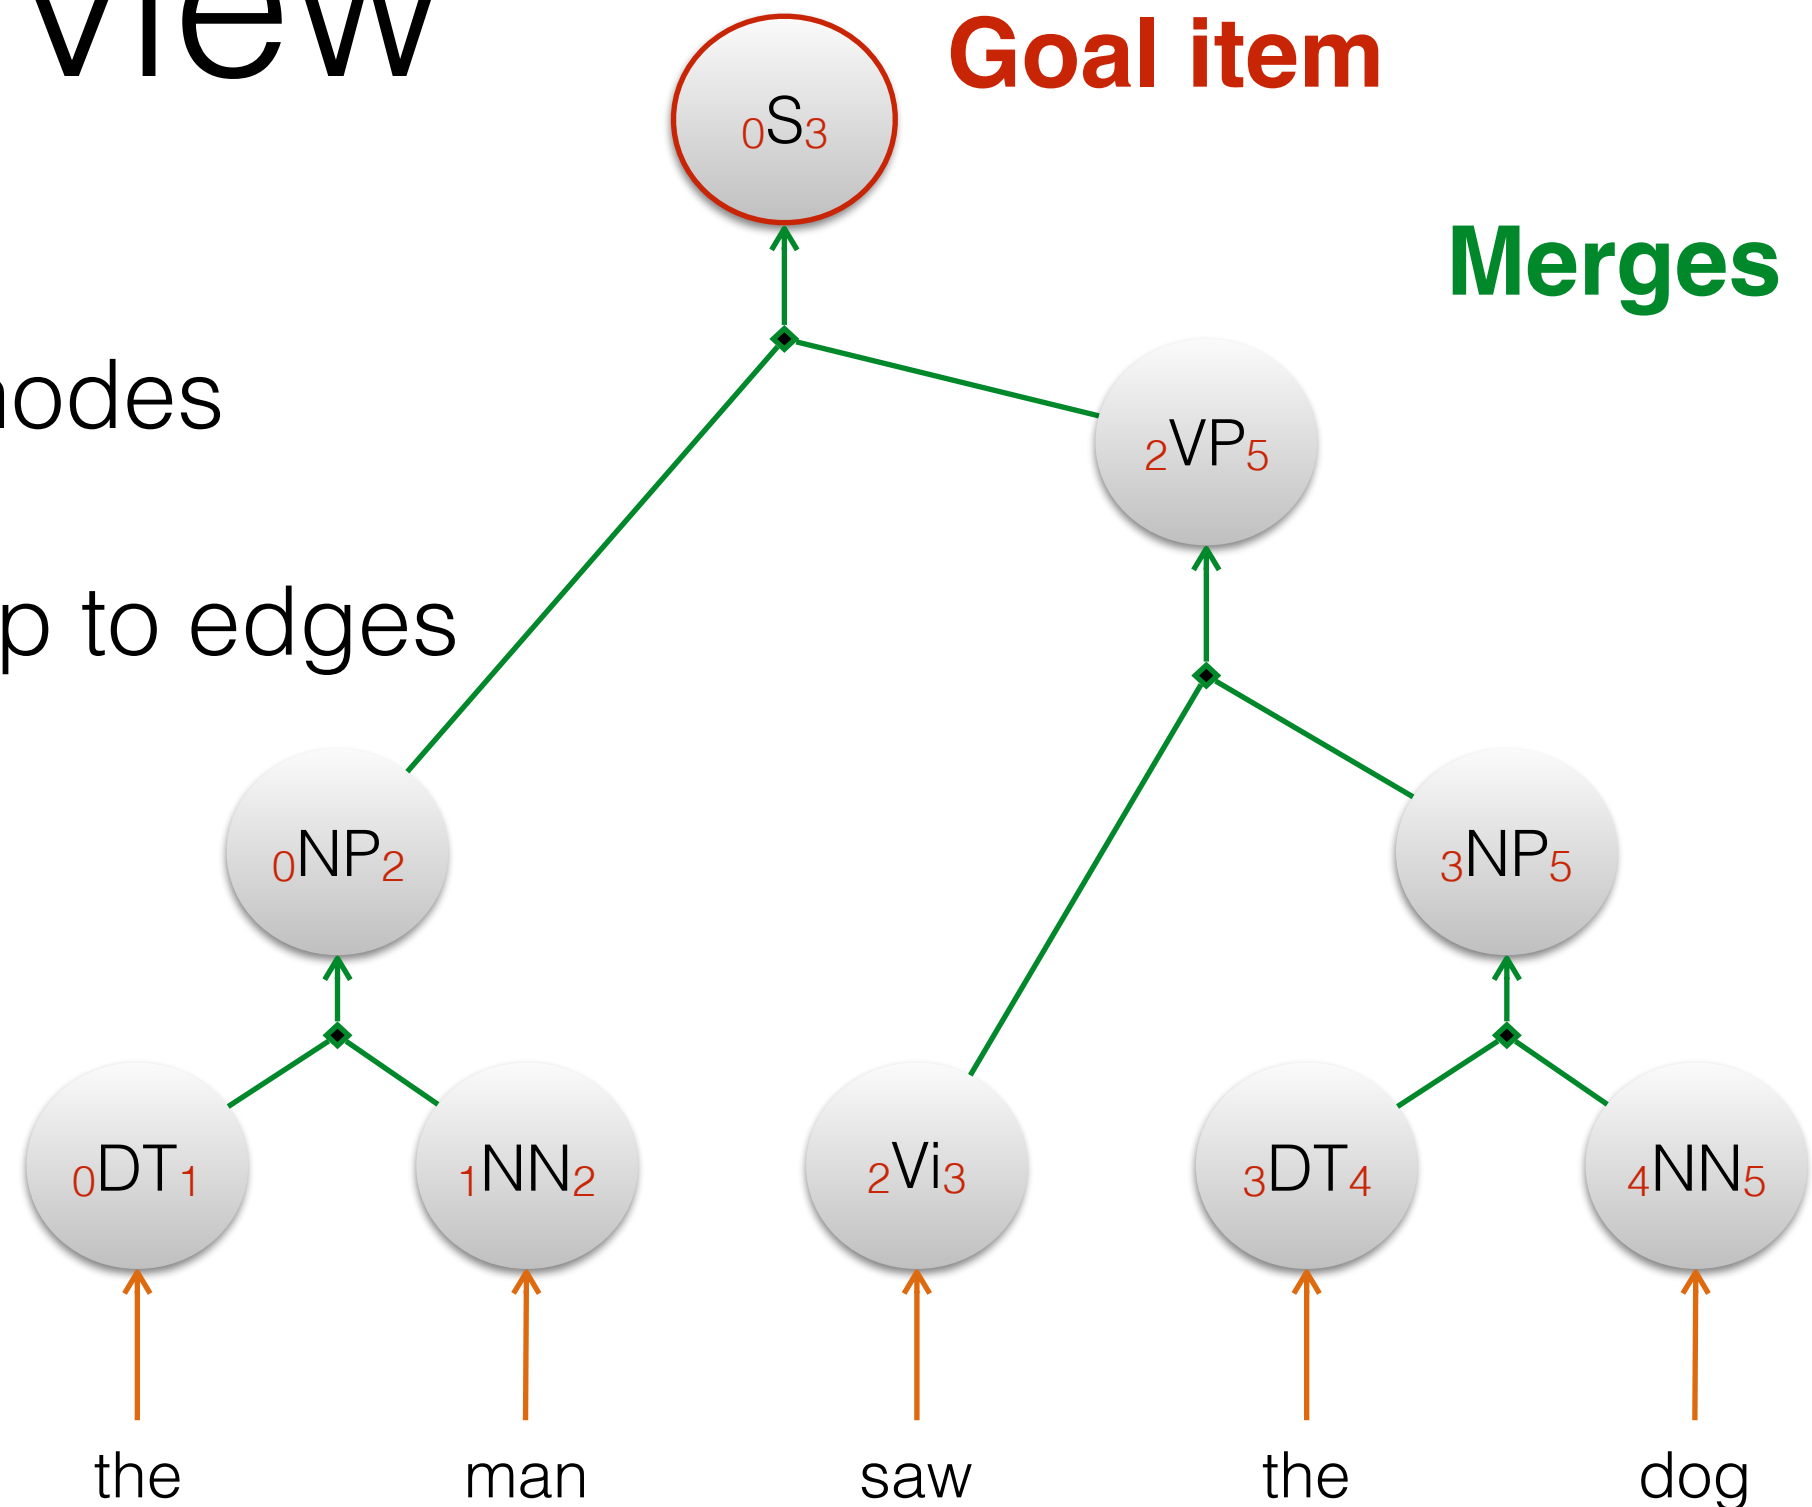 view
Goal item
0S3
Merges
nodes
2VP5
p to edges
0NP2
3NP5
0DT1
1NN2
2Vi3
3DT4
4NN5
the man saw the dog